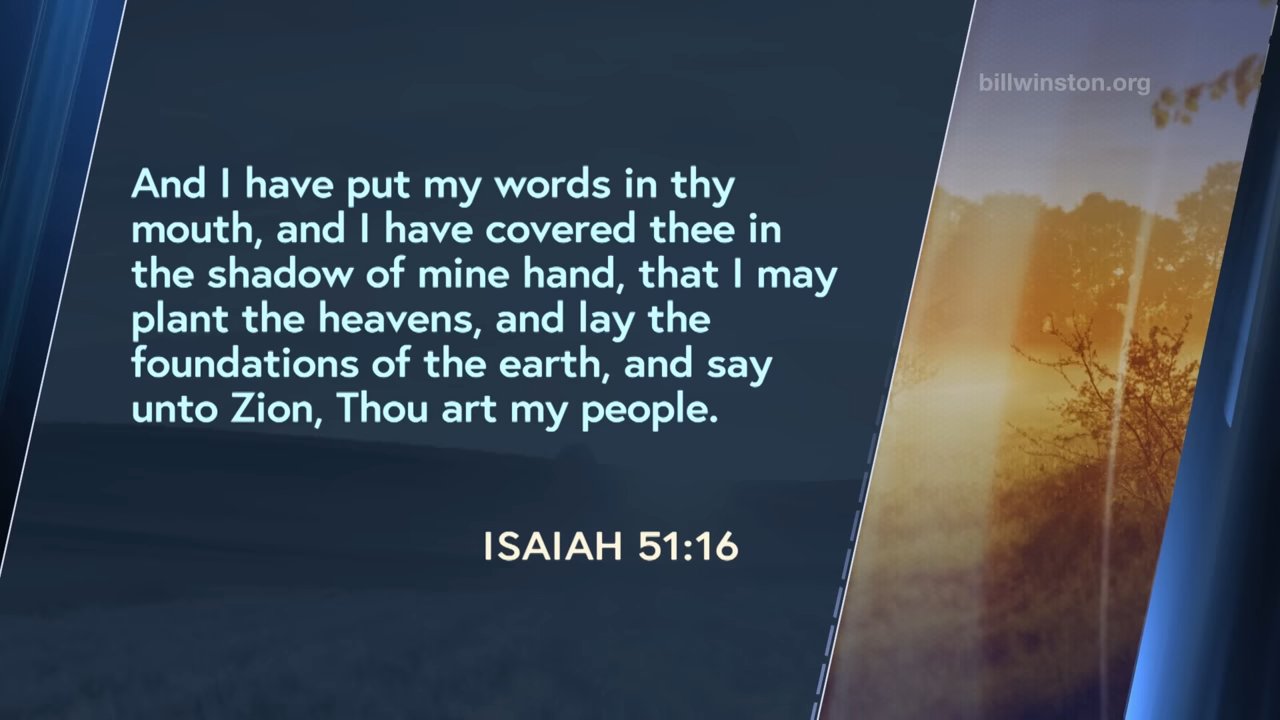 billwinston.org
And I have put my words in thy
mouth, and I have covered thee in
the shadow of mine hand, that I may
plant the heavens, and lay the
foundations of the earth, and say
unto Zion, Thou art my people.
ISAIAH 51:16